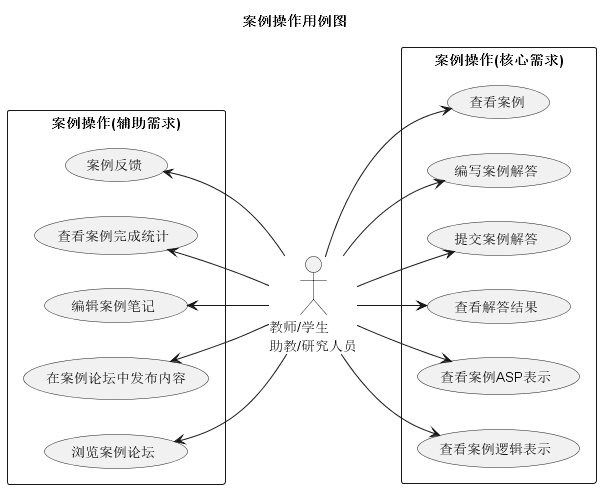 案例操作用例图
案例操作(辅助需求)
案例反馈
查看案例完成统计
编辑案例笔记
在案例论坛中发布内容
浏览案例论坛
教师/学生
助教/研究人员
案例操作(核心需求)
查看案例
编写案例解答
提交案例解答
查看解答结果
查看案例ASP表示
查看案例逻辑表示